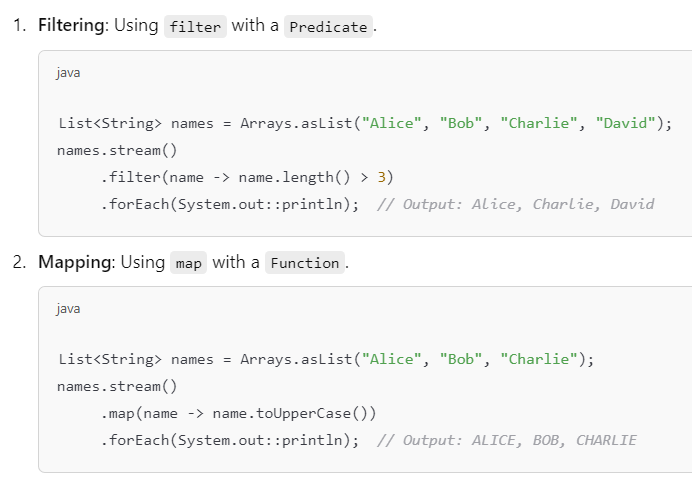 1. Filtering: Using filter with a Predicate.
java
List<String> names = Arrays.asList("Alice", "Bob", "Charlie", "David");
names.stream()
     .filter(name -> name.length() > 3)
     .forEach(System.out::println);  // Output: Alice, Charlie, David
2. Mapping: Using map with a Function.
java
List<String> names = Arrays.asList("Alice", "Bob", "Charlie");
names.stream()
     .map(name -> name.toUpperCase())
     .forEach(System.out::println);  // Output: ALICE, BOB, CHARLIE